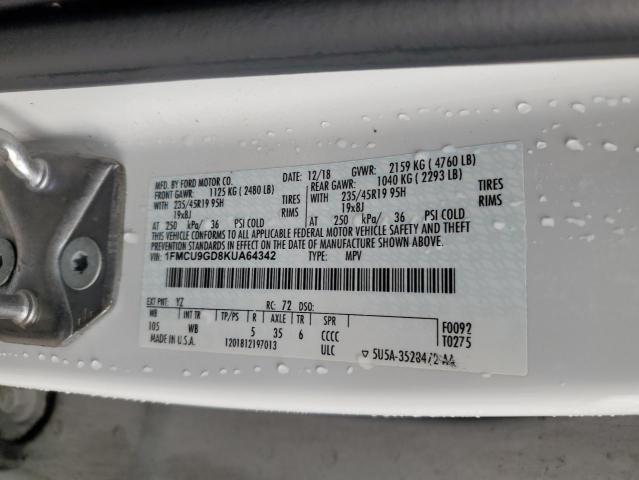 MFD. BY FORD MOTOR CO. DATE: 12/18 GVWR: 2159 KG ( 4760 LB)
FRONT GAWR: 1125 KG ( 2480 LB) REAR GAWR: 1040 KG ( 2293 LB)
WITH 235/45R19 95H TIRES WITH 235/45R19 95H TIRES
19x8J RIMS 19x8J RIMS
AT 250 kPa/ 36 PSI COLD AT 250 kPa/ 36 PSI COLD
THIS VEHICLE CONFORMS TO ALL APPLICABLE FEDERAL MOTOR VEHICLE SAFETY AND THEFT
PREVENTION STANDARDS IN EFFECT ON THE DATE OF MANUFACTURE SHOWN ABOVE.
VIN: 1FMCU9GD8KUA64342 TYPE: MPV
EXT PNT: YZ RC: 72 DSO:
WB INT TR TP/PS R AXLE TR SPR F0092
105 WB 5 35 6 CCCC T0275
MADE IN U.S.A. 1201812197013 ULC